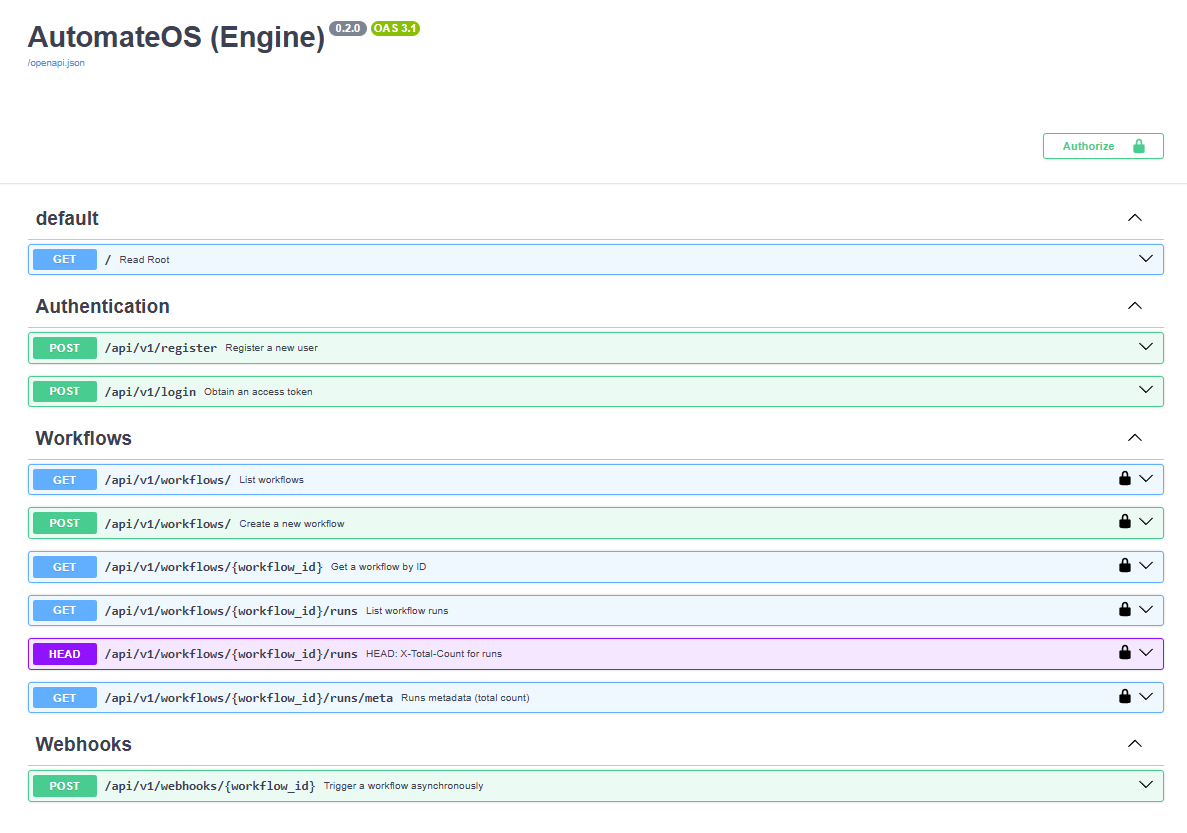 AutomateOS (Engine) 0.2.0 OAS 3.1
/openapi.json
Authorize
default
GET / Read Root
Authentication
POST /api/v1/register Register a new user
POST /api/v1/login Obtain an access token
Workflows
GET /api/v1/workflows/ List workflows
POST /api/v1/workflows/ Create a new workflow
GET /api/v1/workflows/{workflow_id} Get a workflow by ID
GET /api/v1/workflows/{workflow_id}/runs List workflow runs
HEAD /api/v1/workflows/{workflow_id}/runs HEAD: X-Total-Count for runs
GET /api/v1/workflows/{workflow_id}/runs/meta Runs metadata (total count)
Webhooks
POST /api/v1/webhooks/{workflow_id} Trigger a workflow asynchronously